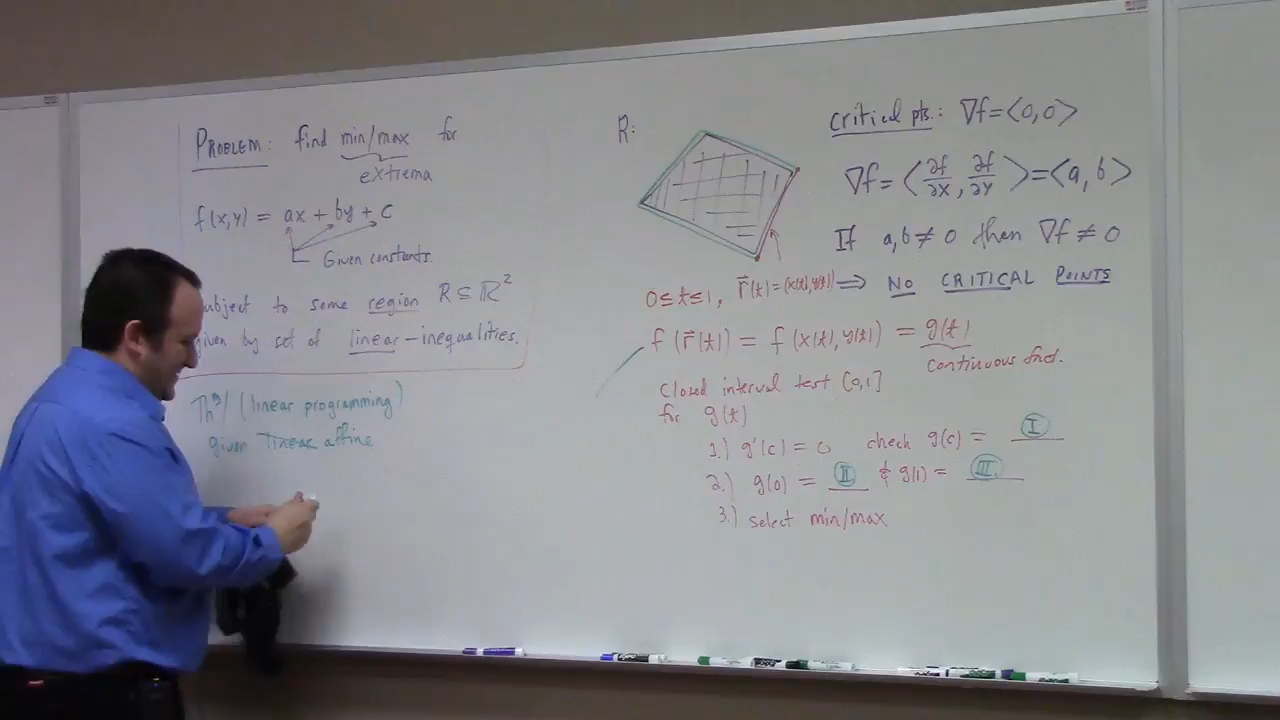 PROBLEM: find min/max for
extrema
f(x,y) = ax + by + c
Given constants.
subject to some region R ⊆ ℝ²
given by set of linear-inequalities.
Thm/ (linear programming)
given linear affine
R:
0 ≤ t ≤ 1, r⃗(t) = (x(t), y(t))
f(r⃗(t)) = f(x(t), y(t)) = g(t)
continuous fnct.
Closed interval test [0,1]
for g(t)
1.) g'(c) = 0 check g(c) = I
2.) g(0) = II & g(1) = III
3.) select min/max
critical pts.: ∇f = <0,0>
∇f = <∂f/∂x, ∂f/∂y> = <a, b>
If a,b ≠ 0 then ∇f ≠ 0
⟹ NO CRITICAL POINTS